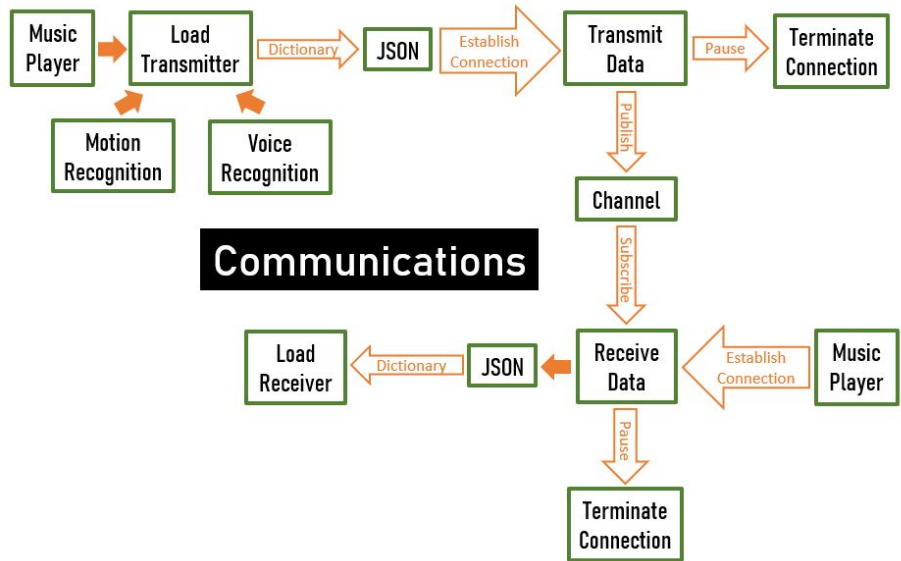 Music
Player
Load
Transmitter
Dictionary
JSON
Establish
Connection
Transmit
Data
Pause
Terminate
Connection
Motion
Recognition
Voice
Recognition
Publish
Channel
Communications
Subscribe
Load
Receiver
Dictionary
JSON
Receive
Data
Establish
Connection
Music
Player
Pause
Terminate
Connection